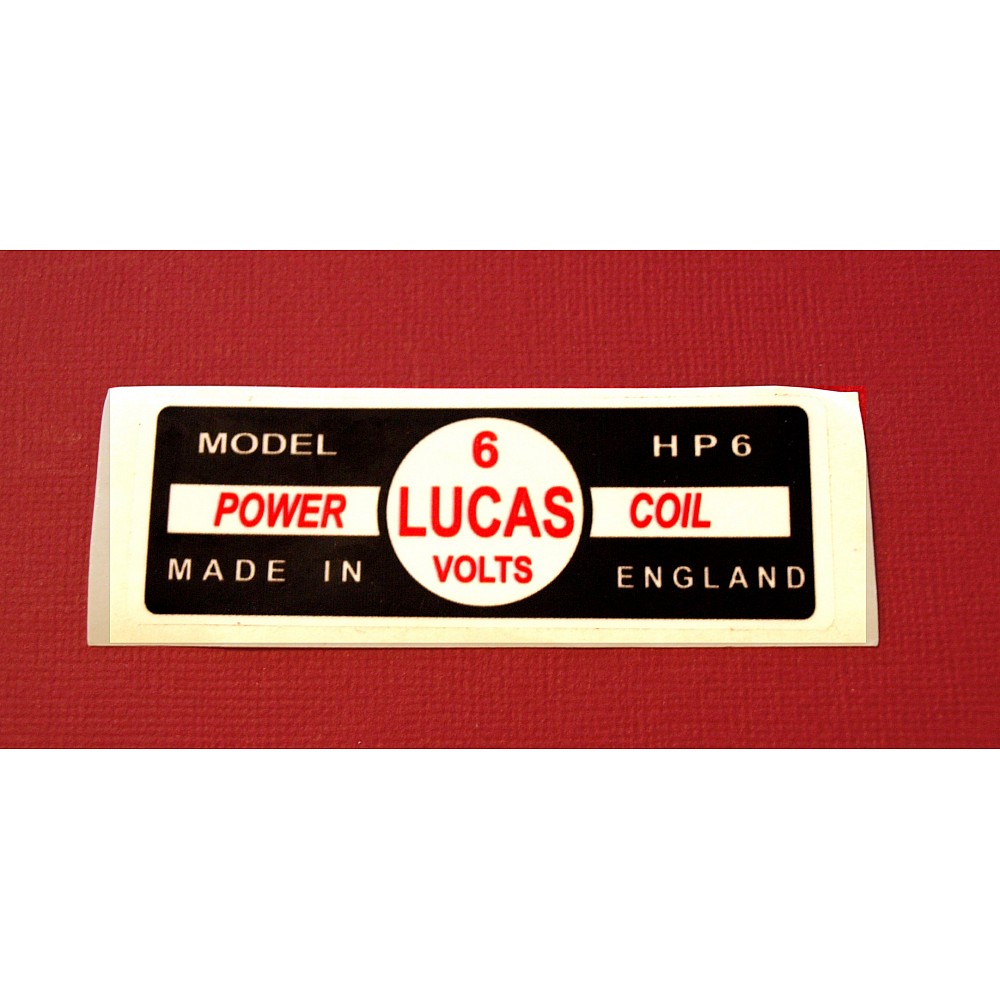 MODEL 6 HP6
POWER LUCAS COIL
MADE IN VOLTS ENGLAND